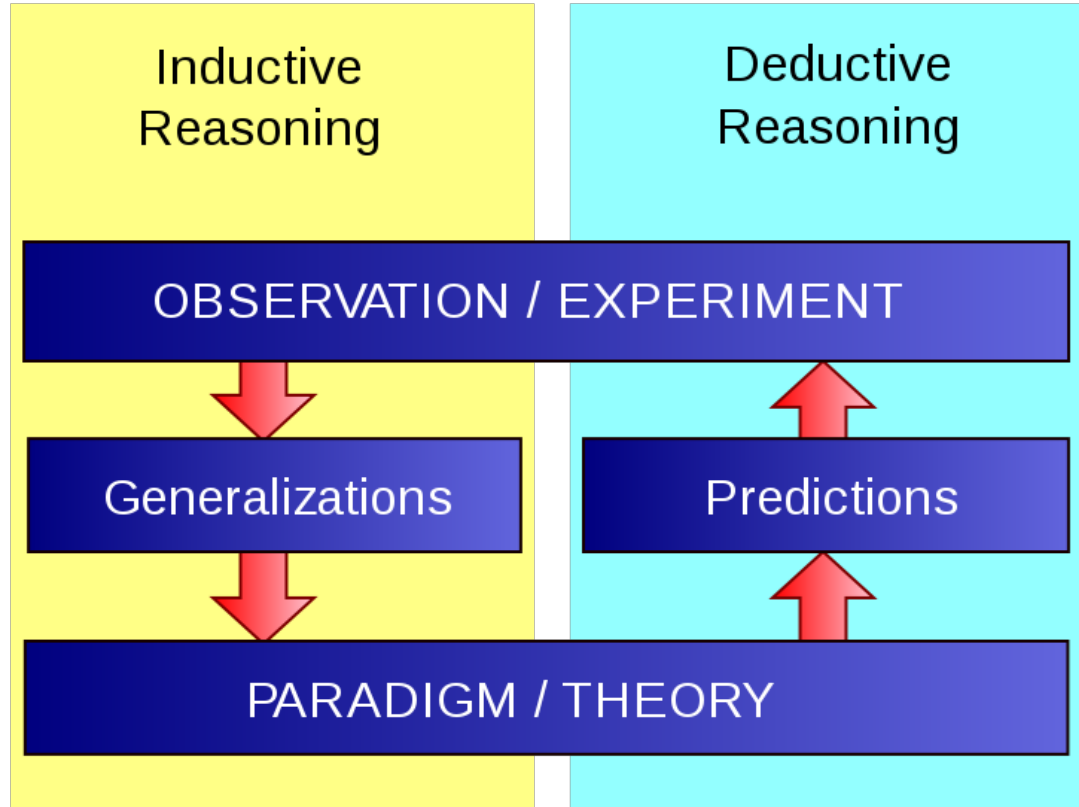 Inductive
Reasoning
Deductive
Reasoning
OBSERVATION / EXPERIMENT
Generalizations
Predictions
PARADIGM / THEORY